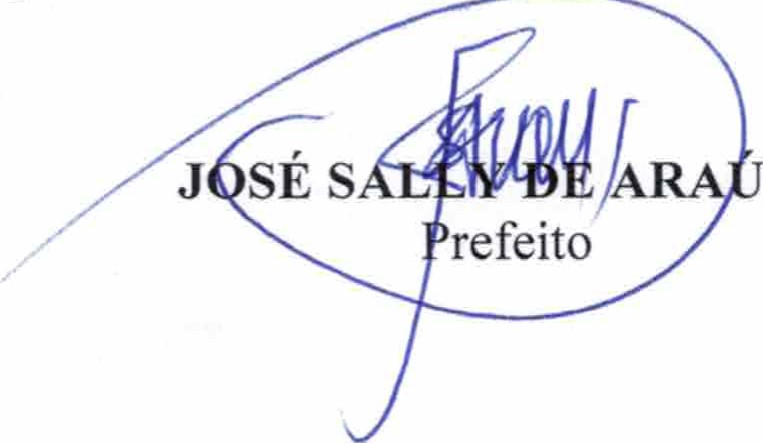 JOSÉ SALLY DE ARAÚ
Prefeito